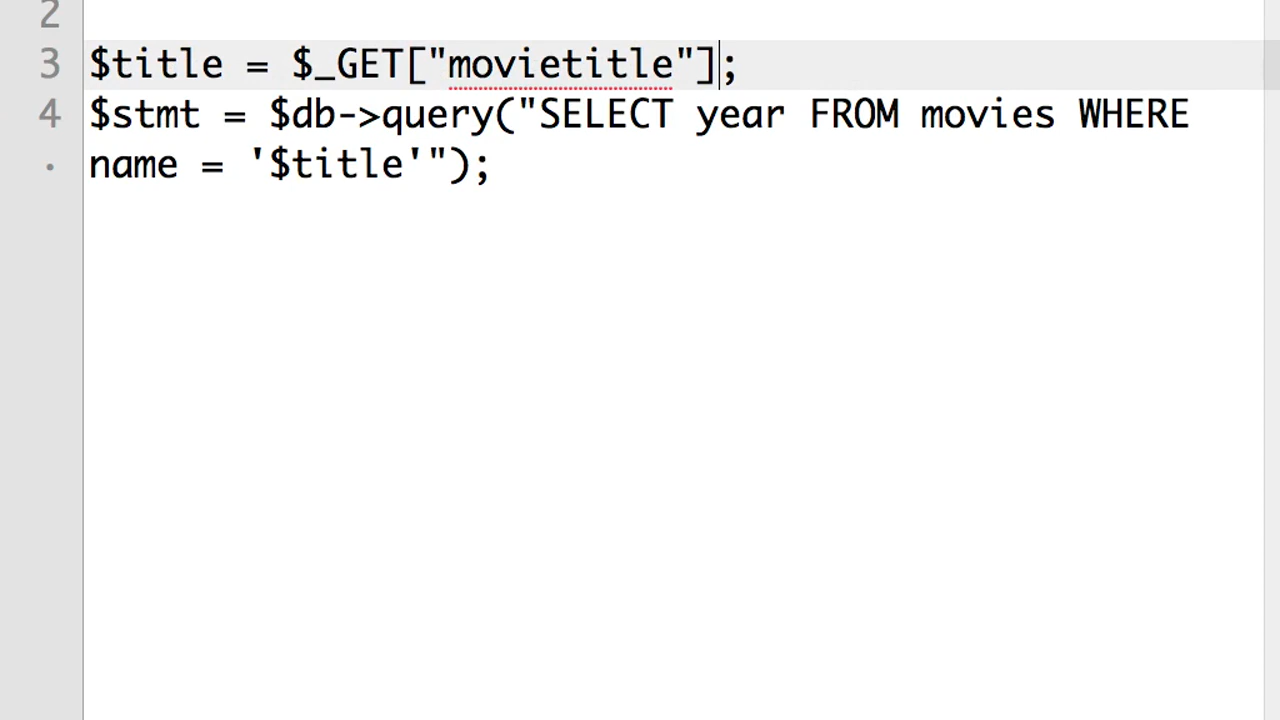 2
3 $title = $_GET["movietitle"];
4 $stmt = $db->query("SELECT year FROM movies WHERE
· name = '$title'");